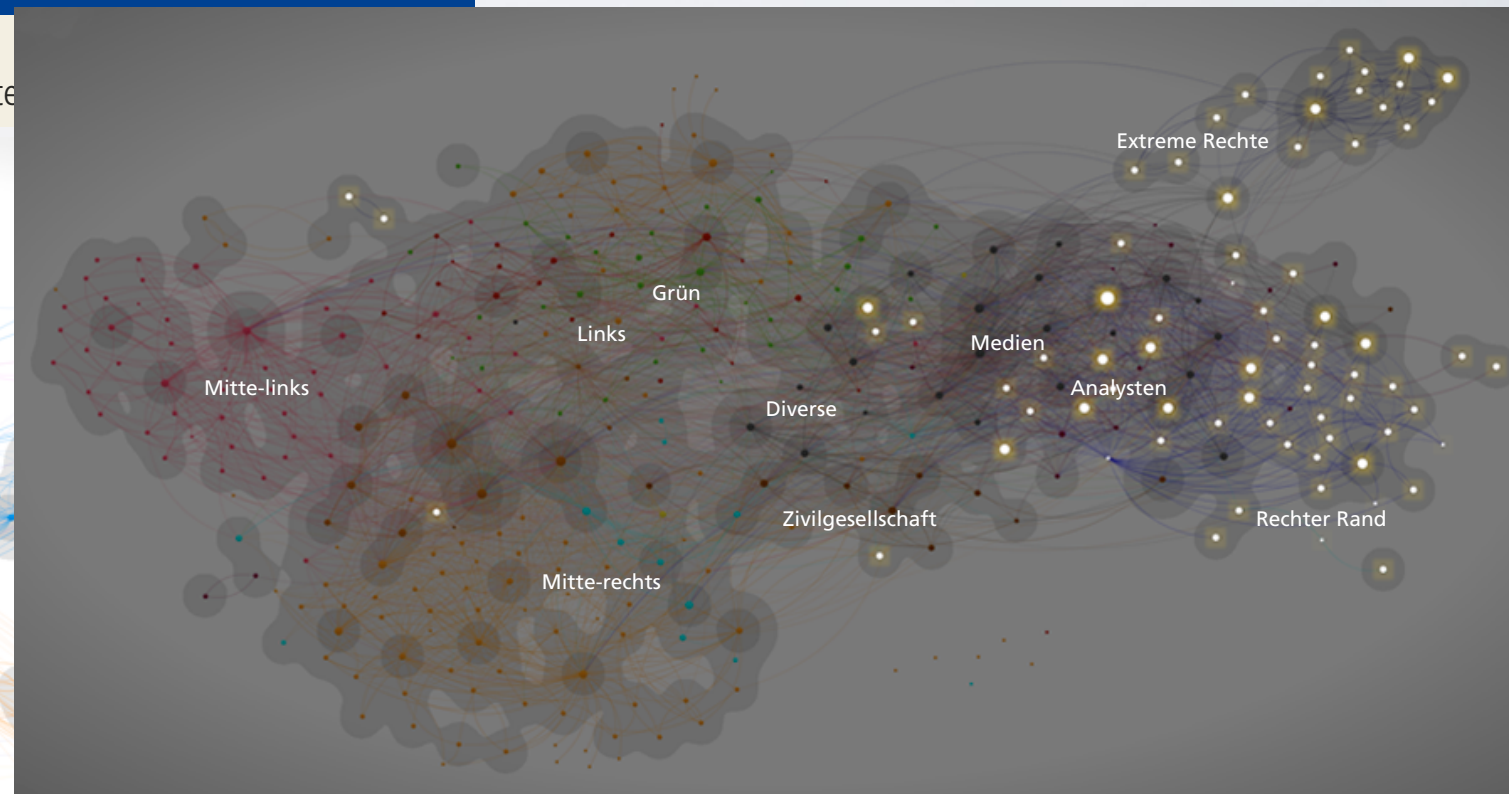 Extreme Rechte
Grün
Links
Medien
Mitte-links
Analysten
Diverse
Zivilgesellschaft
Rechter Rand
Mitte-rechts